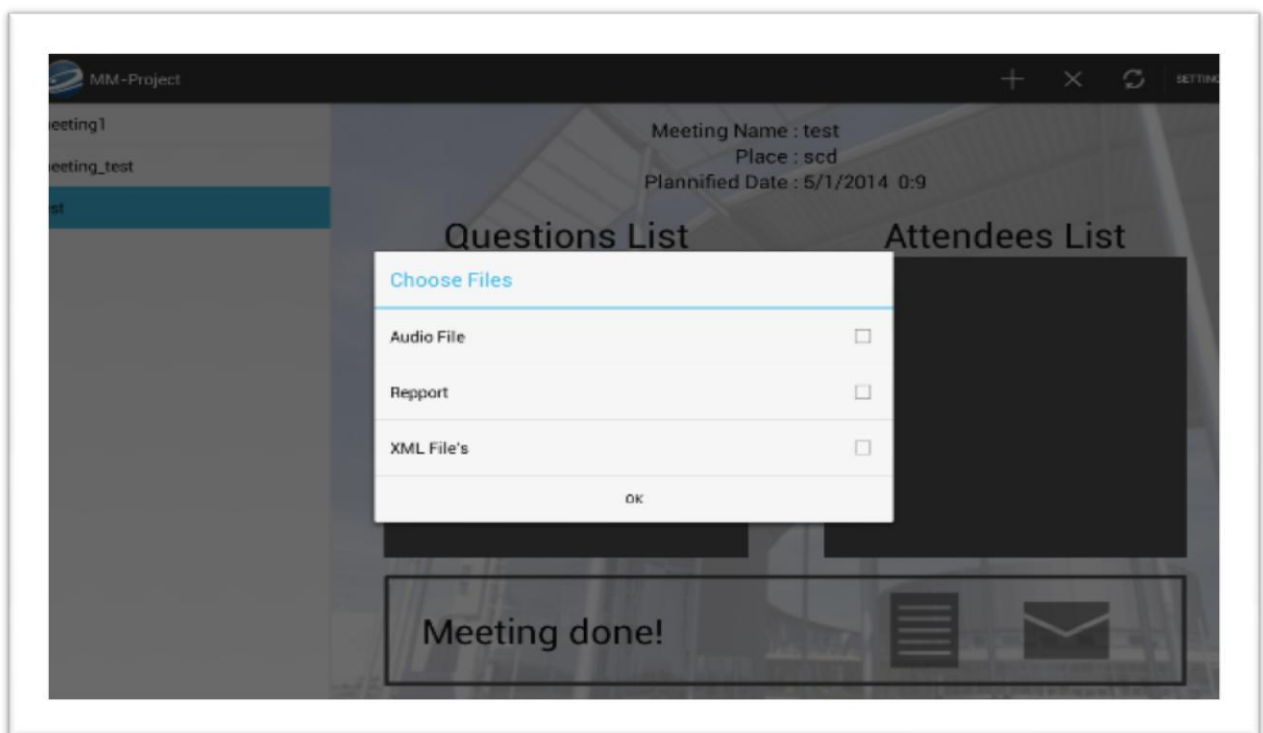 MM-Project
SETTING
eeting1
eeting_test
st
Meeting Name : test
Place : scd
Plannified Date : 5/1/2014 0:9
Questions List
Attendees List
Choose Files
Audio File
Repport
XML File's
OK
Meeting done!